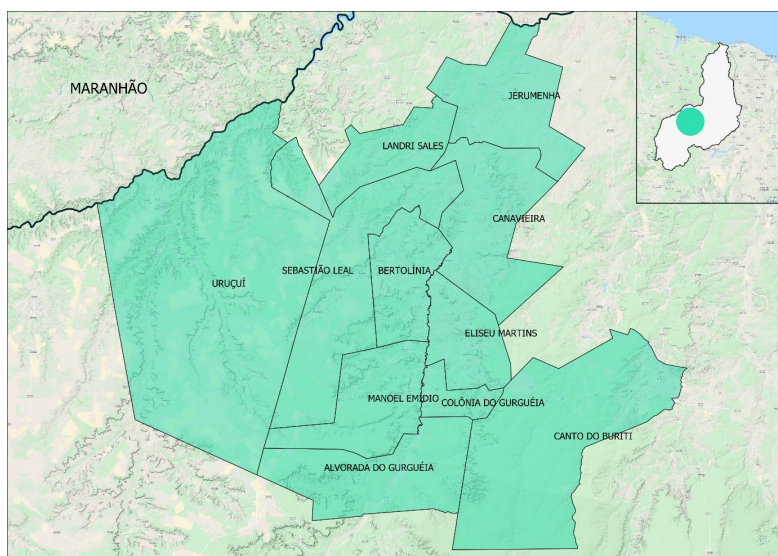 MARANHÃO
JERUMENHA
LANDRI SALES
CANAVIEIRA
SEBASTIÃO LEAL
BERTOLÍNIA
URUÇUÍ
ELISEU MARTINS
MANOEL EMÍDIO
COLÔNIA DO GURGUÉIA
CANTO DO BURITI
ALVORADA DO GURGUÉIA